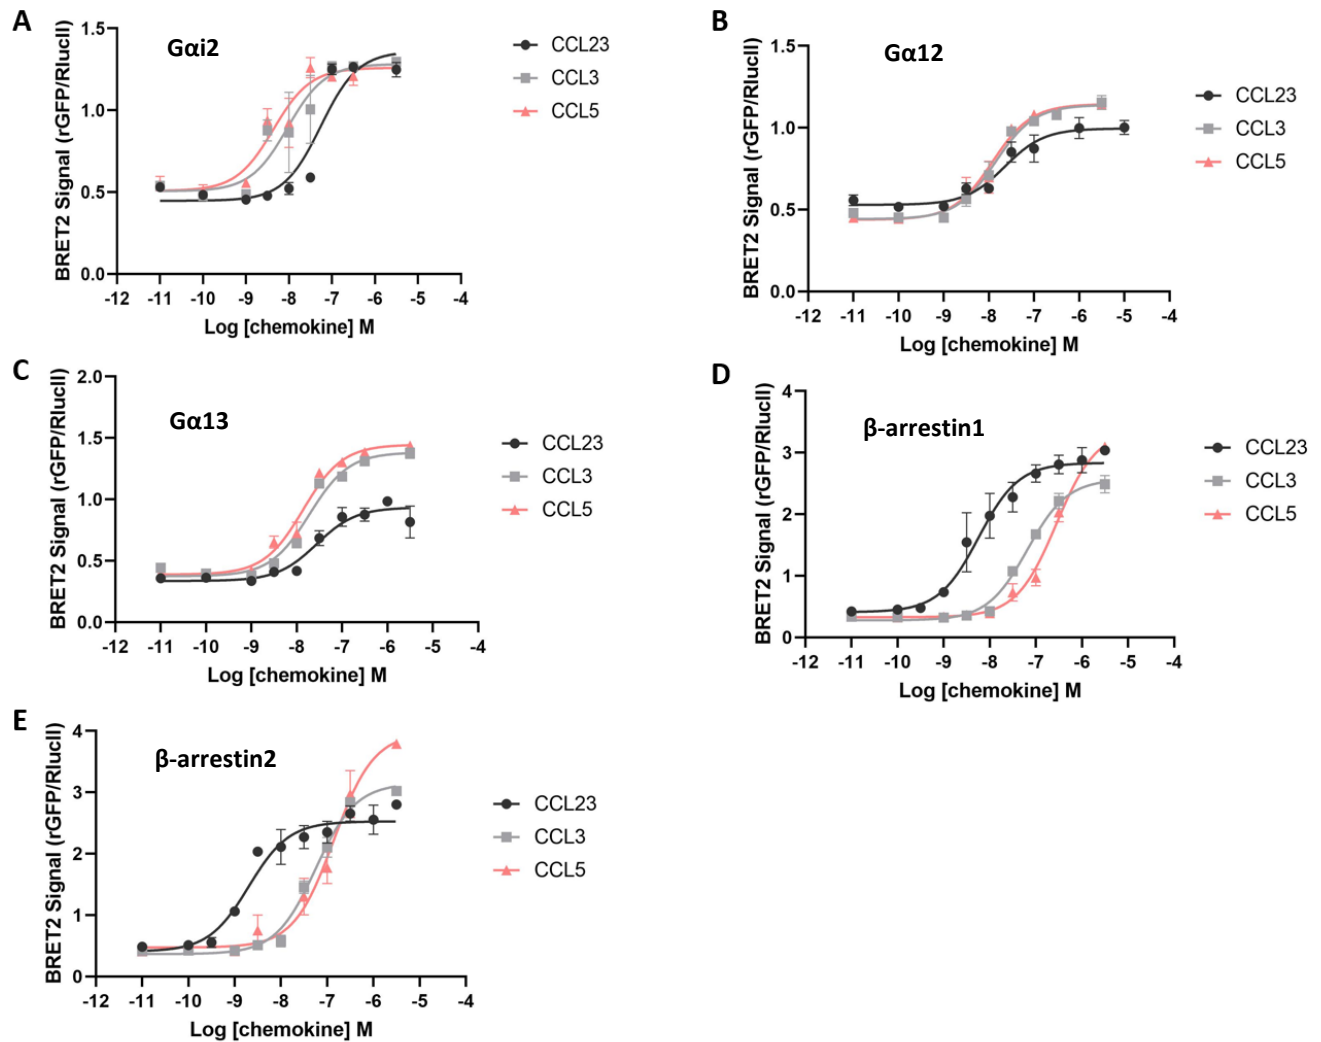 A
Gαi2
BRET2 Signal (rGFP/RlucII)
1.5
1.0
0.5
0.0
-12 -11 -10 -9 -8 -7 -6 -5 -4
Log [chemokine] M
CCL23
CCL3
CCL5
B
Gα12
BRET2 Signal (rGFP/RlucII)
1.5
1.0
0.5
0.0
-12 -11 -10 -9 -8 -7 -6 -5 -4
Log [chemokine] M
CCL23
CCL3
CCL5
C
Gα13
BRET2 Signal (rGFP/RlucII)
2.0
1.5
1.0
0.5
0.0
-12 -11 -10 -9 -8 -7 -6 -5 -4
Log [chemokine] M
CCL23
CCL3
CCL5
D
β-arrestin1
BRET2 Signal (rGFP/RlucII)
4
3
2
1
0
-12 -11 -10 -9 -8 -7 -6 -5 -4
Log [chemokine] M
CCL23
CCL3
CCL5
E
β-arrestin2
BRET2 Signal (rGFP/RlucII)
4
3
2
1
0
-12 -11 -10 -9 -8 -7 -6 -5 -4
Log [chemokine] M
CCL23
CCL3
CCL5